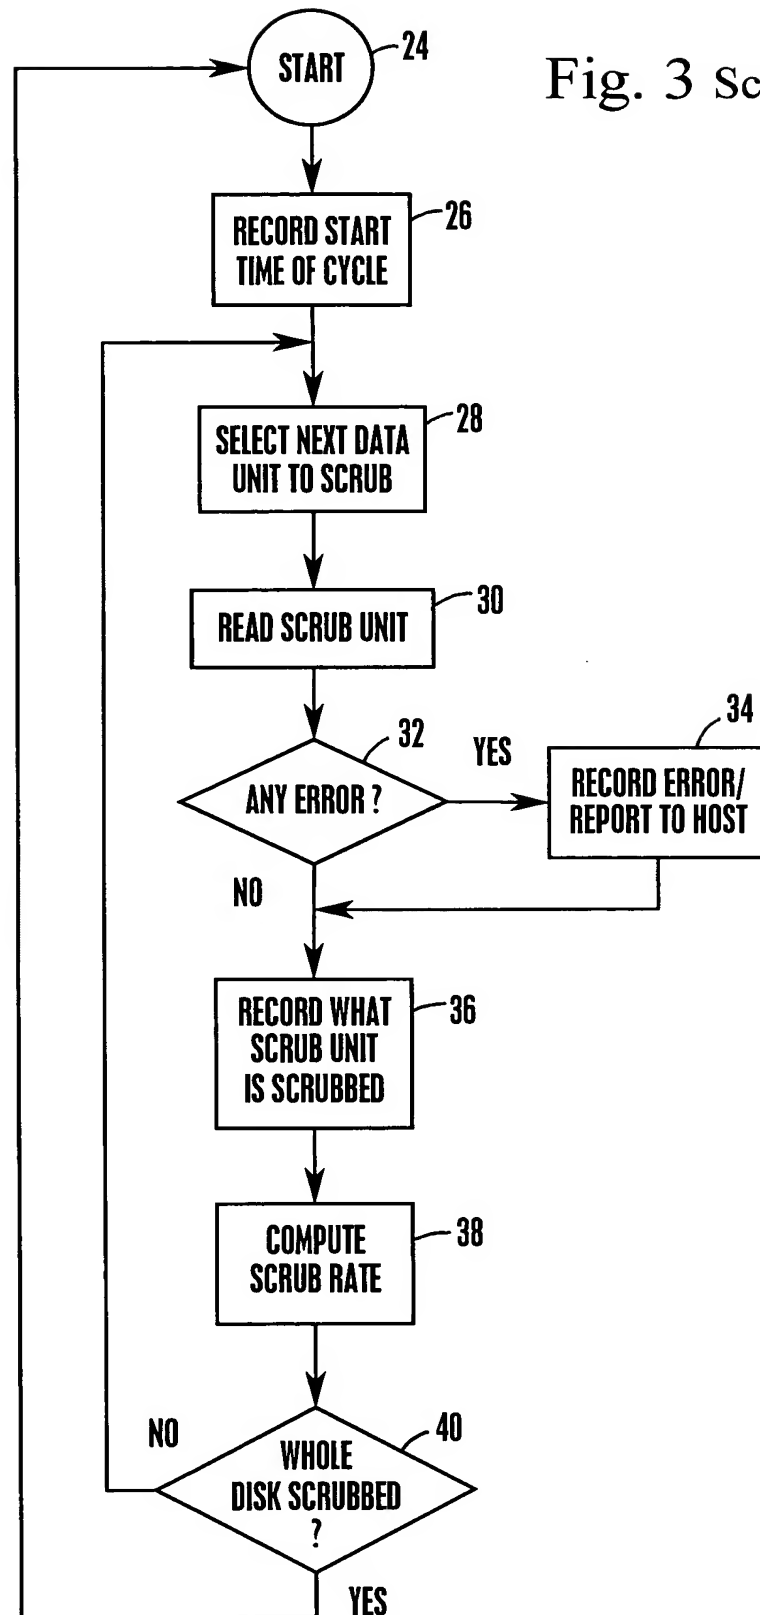 START
24
Fig. 3 Sc
RECORD START
TIME OF CYCLE
26
SELECT NEXT DATA
UNIT TO SCRUB
28
READ SCRUB UNIT
30
ANY ERROR ?
32
YES
RECORD ERROR/
REPORT TO HOST
34
NO
RECORD WHAT
SCRUB UNIT
IS SCRUBBED
36
COMPUTE
SCRUB RATE
38
NO
WHOLE
DISK SCRUBBED
?
40
YES